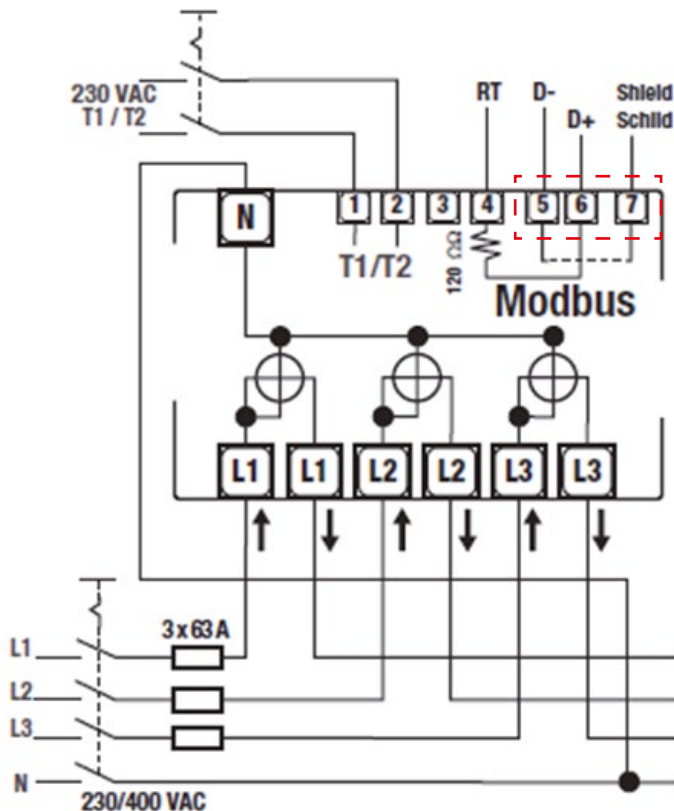 230 VAC
T1 / T2
RT
D-
D+
Shield
Schild
N
1
2
3
4
5
6
7
T1/T2
120 ΩΩ
Modbus
L1
L1
L2
L2
L3
L3
3 x 63 A
L1
L2
L3
N
230/400 VAC